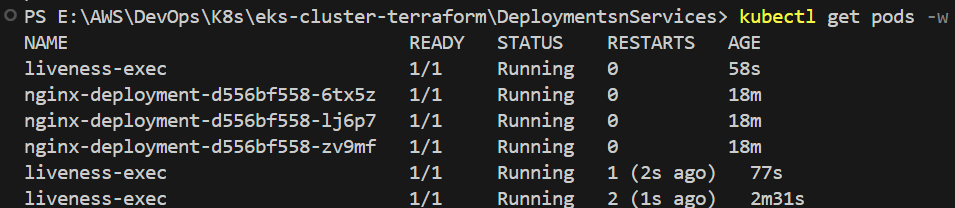 PS E:\AWS\DevOps\K8s\eks-cluster-terraform\DeploymentsnServices> kubectl get pods -w
NAME READY STATUS RESTARTS AGE
liveness-exec 1/1 Running 0 58s
nginx-deployment-d556bf558-6tx5z 1/1 Running 0 18m
nginx-deployment-d556bf558-lj6p7 1/1 Running 0 18m
nginx-deployment-d556bf558-zv9mf 1/1 Running 0 18m
liveness-exec 1/1 Running 1 (2s ago) 77s
liveness-exec 1/1 Running 2 (1s ago) 2m31s